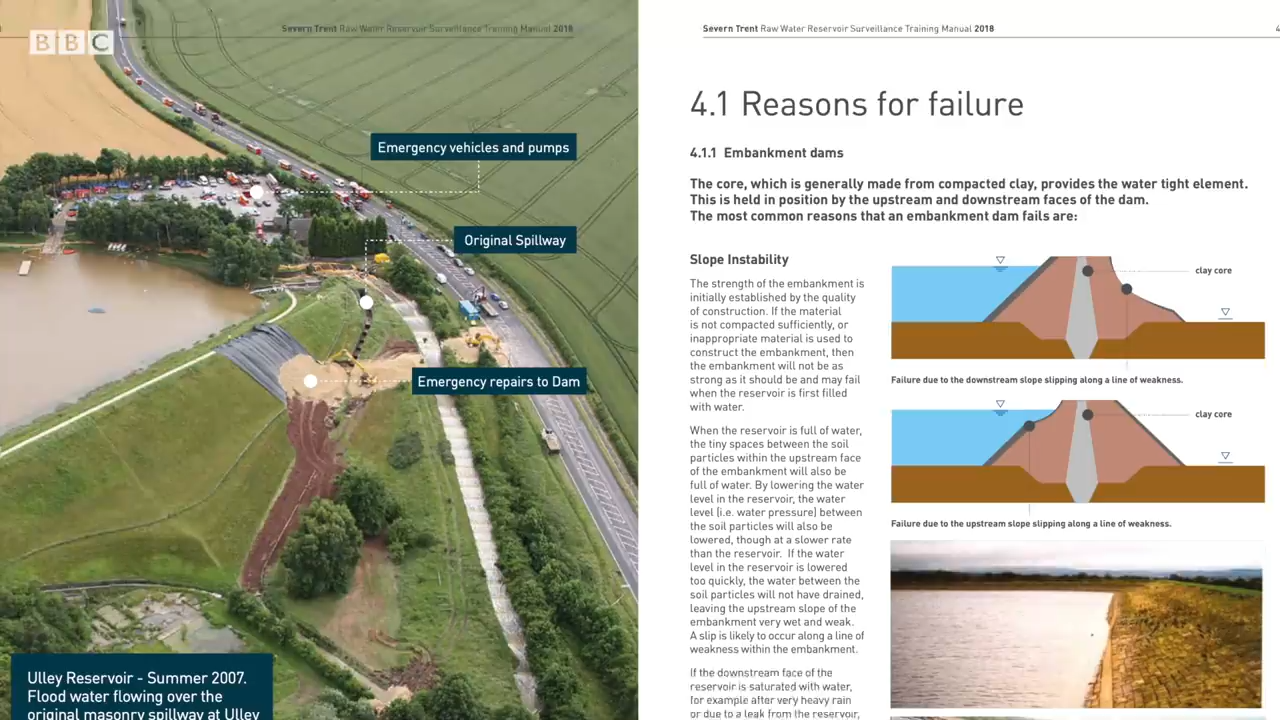 BBC
Severn Trent Raw Water Reservoir Surveillance Training Manual 2018
Emergency vehicles and pumps
Original Spillway
Emergency repairs to Dam
Ulley Reservoir - Summer 2007.
Flood water flowing over the
original masonry spillway at Ulley
Severn Trent Raw Water Reservoir Surveillance Training Manual 2018
4
4.1 Reasons for failure
4.1.1 Embankment dams
The core, which is generally made from compacted clay, provides the water tight element.
This is held in position by the upstream and downstream faces of the dam.
The most common reasons that an embankment dam fails are:
Slope Instability
The strength of the embankment is
initially established by the quality
of construction. If the material
is not compacted sufficiently, or
inappropriate material is used to
construct the embankment, then
the embankment will not be as
strong as it should be and may fail
when the reservoir is first filled
with water.
When the reservoir is full of water,
the tiny spaces between the soil
particles within the upstream face
of the embankment will also be
full of water. By lowering the water
level in the reservoir, the water
level (i.e. water pressure) between
the soil particles will also be
lowered, though at a slower rate
than the reservoir. If the water
level in the reservoir is lowered
too quickly, the water between the
soil particles will not have drained,
leaving the upstream slope of the
embankment very wet and weak.
A slip is likely to occur along a line of
weakness within the embankment.
If the downstream face of the
reservoir is saturated with water,
for example after very heavy rain
or due to a leak from the reservoir,
clay core
Failure due to the downstream slope slipping along a line of weakness.
clay core
Failure due to the upstream slope slipping along a line of weakness.